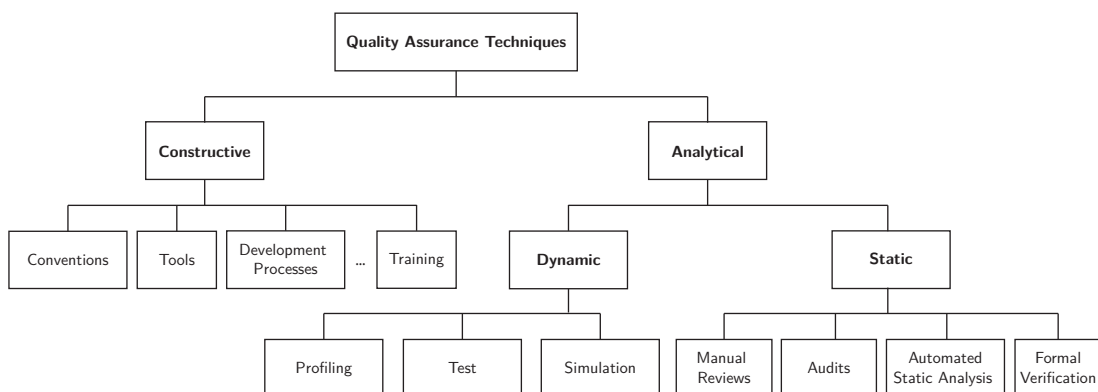 Quality Assurance Techniques
Constructive
Analytical
Conventions
Tools
Development
Processes
...
Training
Dynamic
Static
Profiling
Test
Simulation
Manual
Reviews
Audits
Automated
Static Analysis
Formal
Verification